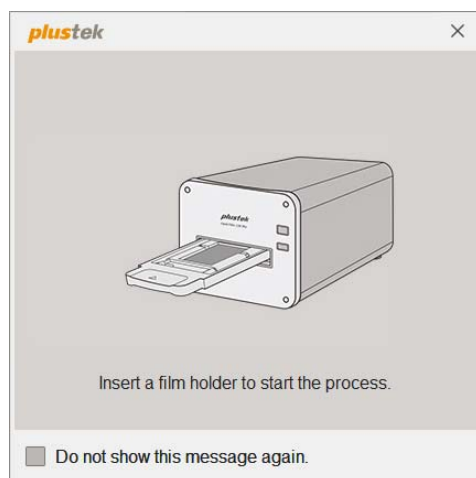 plustek
plustek
Insert a film holder to start the process.
Do not show this message again.